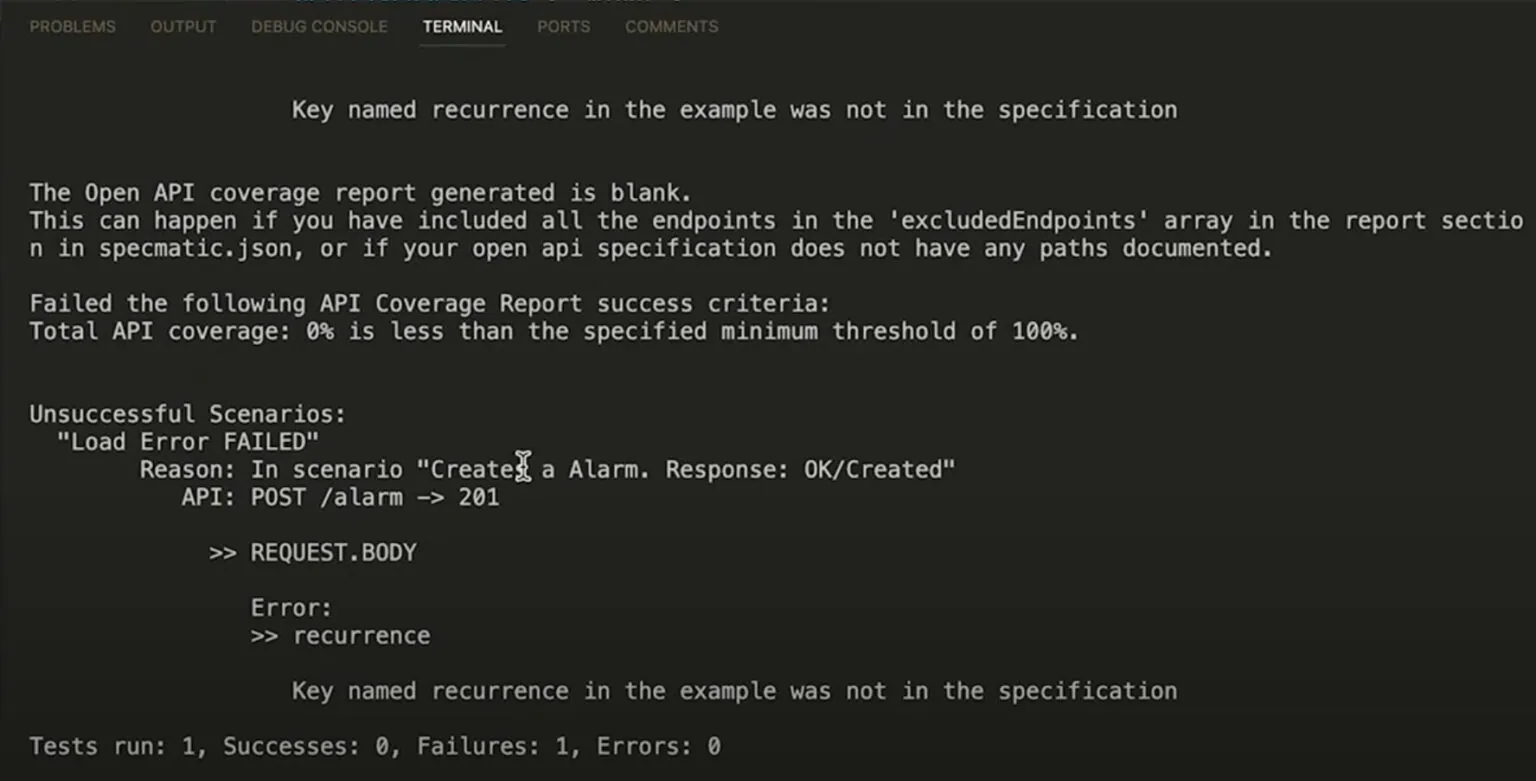 PROBLEMS OUTPUT DEBUG CONSOLE TERMINAL PORTS COMMENTS
Key named recurrence in the example was not in the specification
The Open API coverage report generated is blank.
This can happen if you have included all the endpoints in the 'excludedEndpoints' array in the report sectio
n in specmatic.json, or if your open api specification does not have any paths documented.
Failed the following API Coverage Report success criteria:
Total API coverage: 0% is less than the specified minimum threshold of 100%.
Unsuccessful Scenarios:
"Load Error FAILED"
Reason: In scenario "Creates a Alarm. Response: OK/Created"
API: POST /alarm -> 201
>> REQUEST.BODY
Error:
>> recurrence
Key named recurrence in the example was not in the specification
Tests run: 1, Successes: 0, Failures: 1, Errors: 0